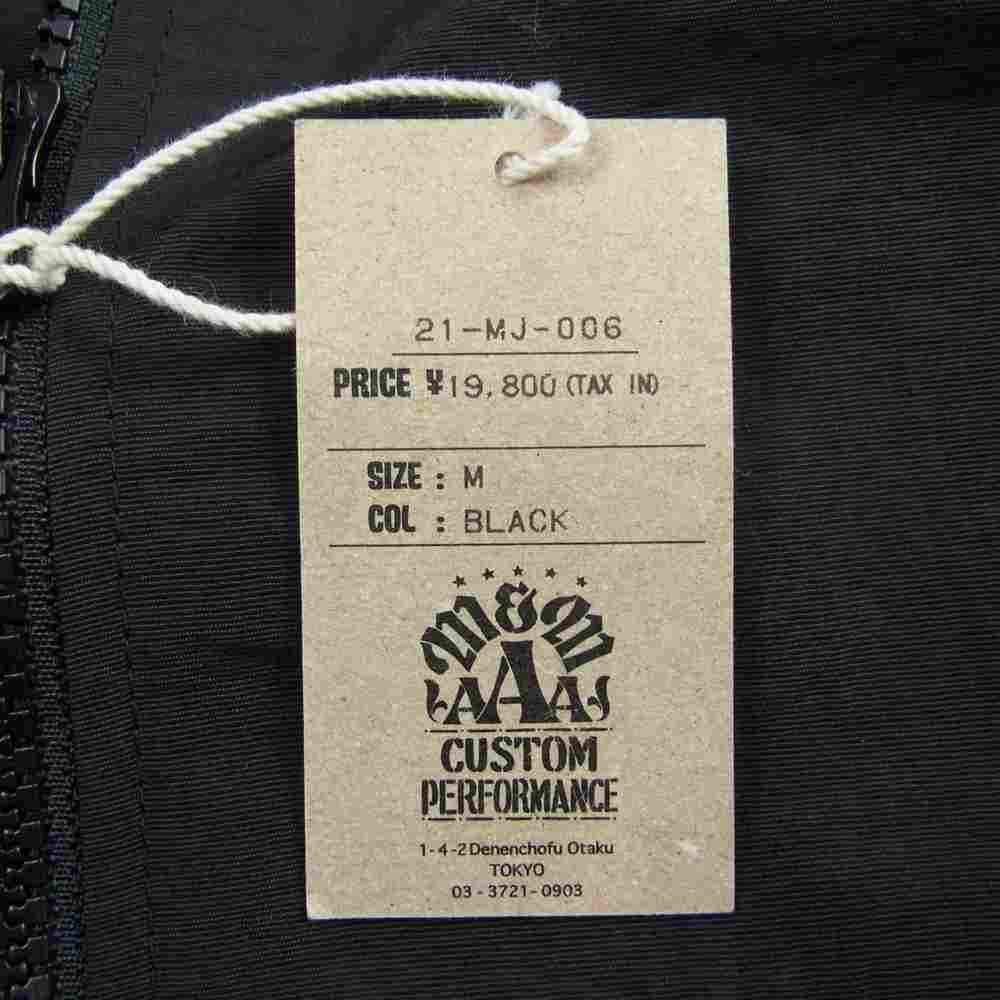 21-MJ-006
PRICE ¥19,800 (TAX IN)
SIZE : M
COL : BLACK
M&M
AAA
CUSTOM
PERFORMANCE
1-4-2 Denenchofu Otaku
TOKYO
03-3721-0903